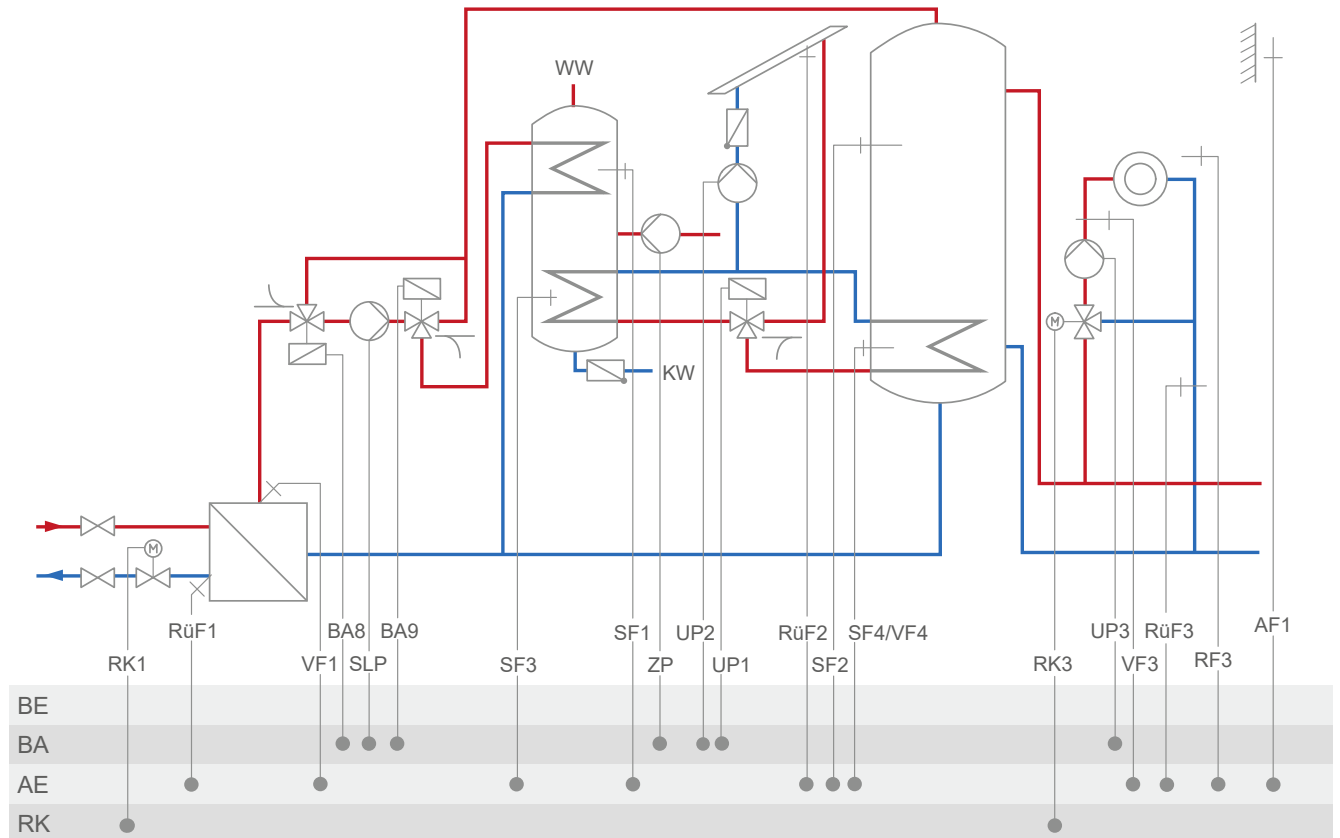 WW
KW
M
M
RüF1
BA8
BA9
SF1
UP2
RüF2
SF4/VF4
UP3
RüF3
AF1
RK1
VF1
SLP
SF3
ZP
UP1
SF2
RK3
VF3
RF3
BE
BA
AE
RK